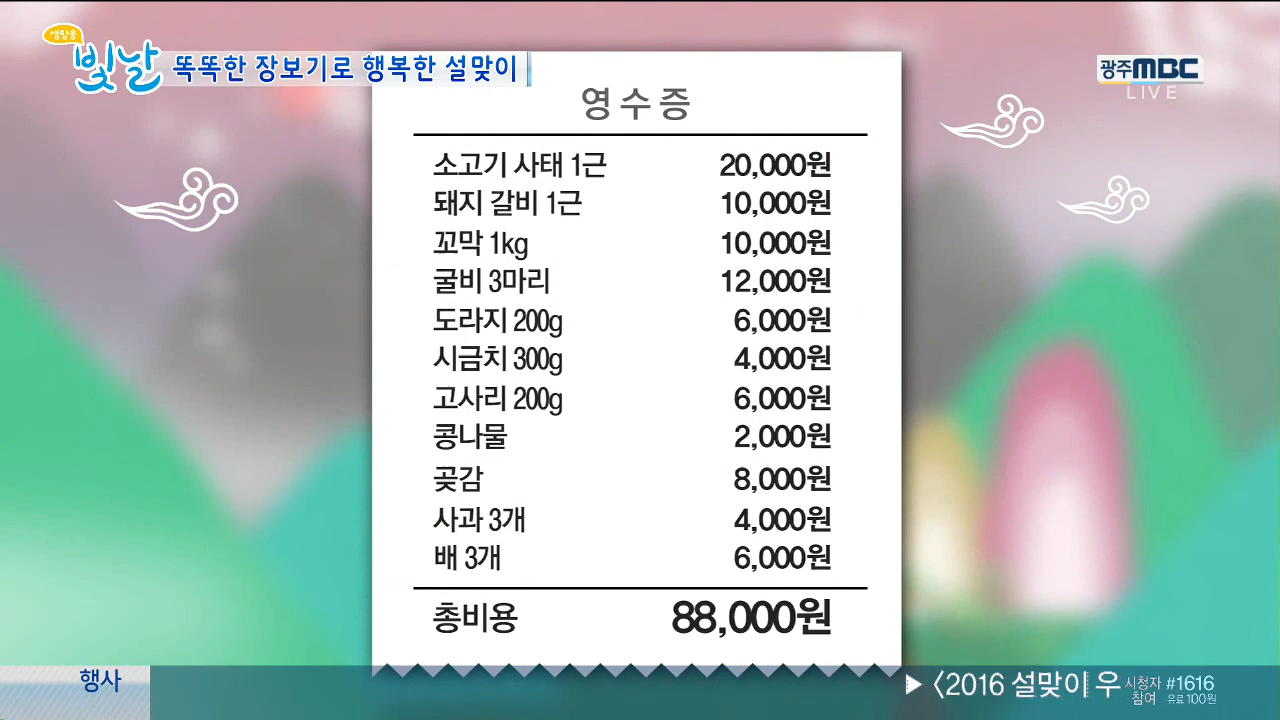 생방송
빛날 똑똑한 장보기로 행복한 설맞이
광주MBC
LIVE
영수증
소고기 사태 1근 20,000원
돼지 갈비 1근 10,000원
꼬막 1kg 10,000원
굴비 3마리 12,000원
도라지 200g 6,000원
시금치 300g 4,000원
고사리 200g 6,000원
콩나물 2,000원
곶감 8,000원
사과 3개 4,000원
배 3개 6,000원
총비용 88,000원
행사
〈2016 설맞이 우
시청자 #1616
참여 유료 100원